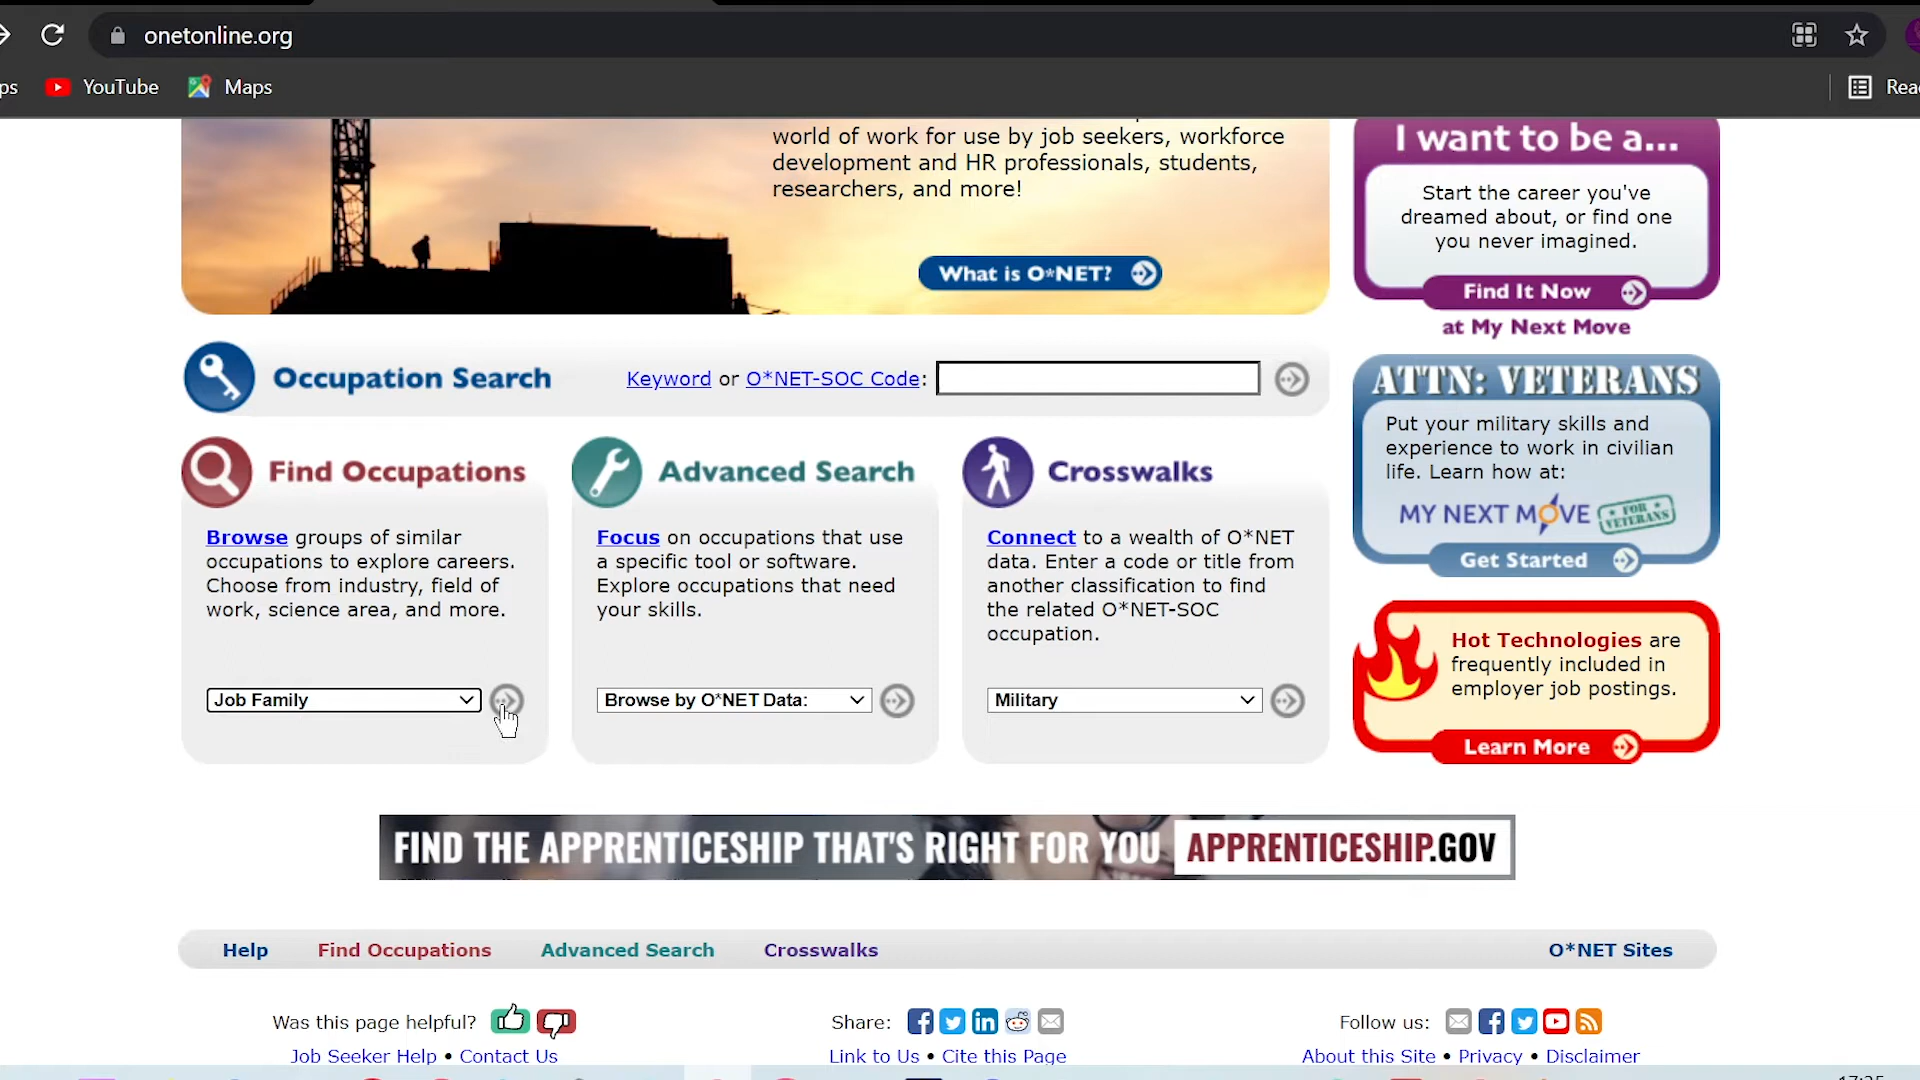 onetonline.org
ps
YouTube
Maps
Rea
world of work for use by job seekers, workforce
development and HR professionals, students,
researchers, and more!
What is O*NET?
I want to be a...
Start the career you've
dreamed about, or find one
you never imagined.
Find It Now
at My Next Move
Occupation Search
Keyword or O*NET-SOC Code:
ATTN: VETERANS
Put your military skills and
experience to work in civilian
life. Learn how at:
MY NEXT MOVE
FOR
VETERANS
Get Started
Find Occupations
Browse groups of similar
occupations to explore careers.
Choose from industry, field of
work, science area, and more.
Job Family
Advanced Search
Focus on occupations that use
a specific tool or software.
Explore occupations that need
your skills.
Browse by O*NET Data:
Crosswalks
Connect to a wealth of O*NET
data. Enter a code or title from
another classification to find
the related O*NET-SOC
occupation.
Military
Hot Technologies are
frequently included in
employer job postings.
Learn More
FIND THE APPRENTICESHIP THAT'S RIGHT FOR YOU APPRENTICESHIP.GOV
Help Find Occupations Advanced Search Crosswalks O*NET Sites
Was this page helpful?
Share:
Follow us:
Job Seeker Help • Contact Us
Link to Us • Cite this Page
About this Site • Privacy • Disclaimer